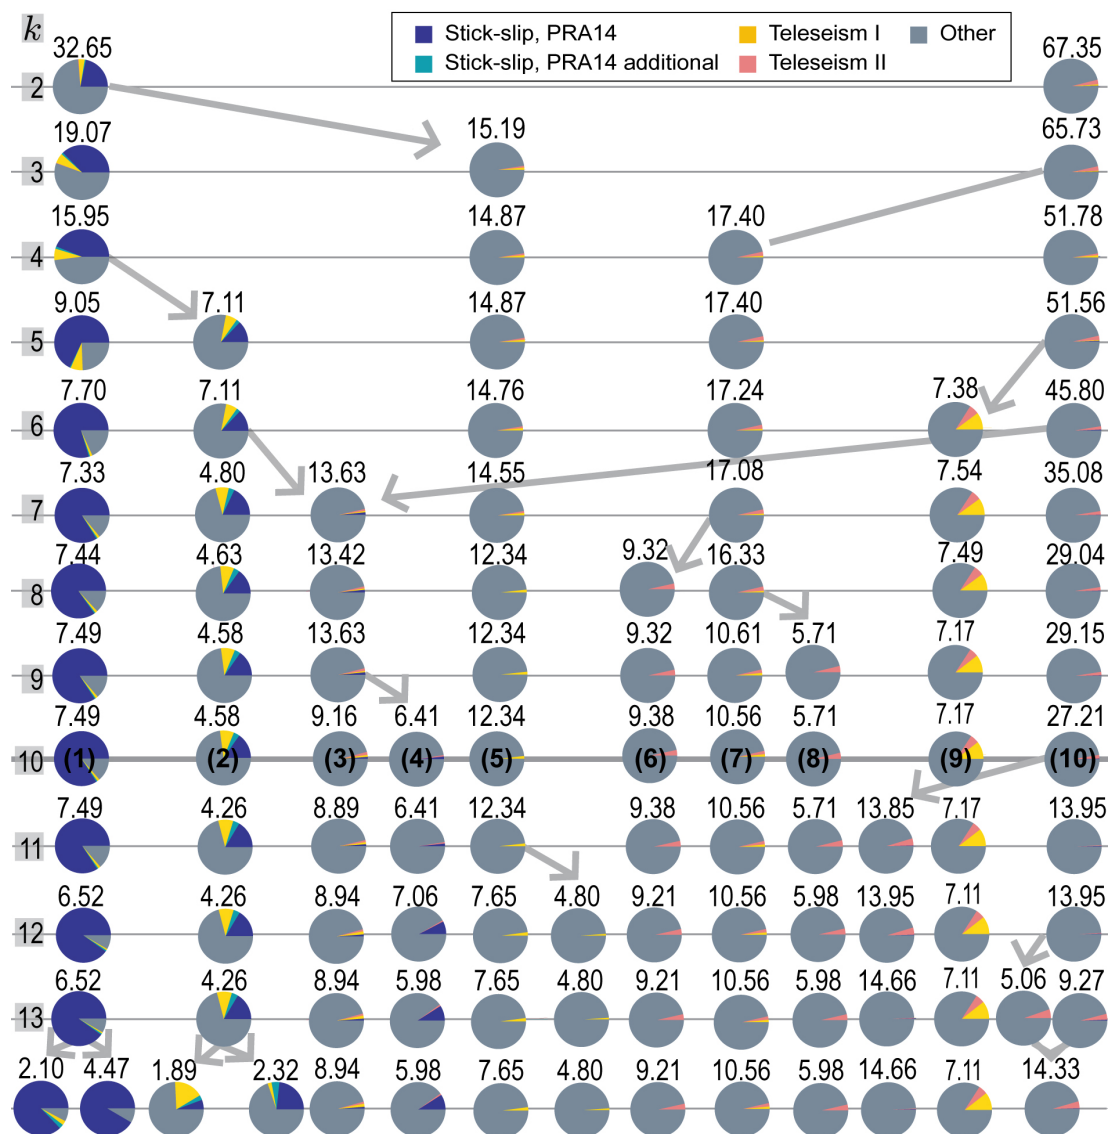 k
Stick-slip, PRA14
Teleseism I
Other
Stick-slip, PRA14 additional
Teleseism II
32.65 67.35
2
19.07 15.19 65.73
3
15.95 14.87 17.40 51.78
4
9.05 7.11 14.87 17.40 51.56
5
7.70 7.11 14.76 17.24 7.38 45.80
6
7.33 4.80 13.63 14.55 17.08 7.54 35.08
7
7.44 4.63 13.42 12.34 9.32 16.33 7.49 29.04
8
7.49 4.58 13.63 12.34 9.32 10.61 5.71 7.17 29.15
9
7.49 4.58 9.16 6.41 12.34 9.38 10.56 5.71 7.17 27.21
10 (1) (2) (3) (4) (5) (6) (7) (8) (9) (10)
7.49 4.26 8.89 6.41 12.34 9.38 10.56 5.71 13.85 7.17 13.95
11
6.52 4.26 8.94 7.06 7.65 4.80 9.21 10.56 5.98 13.95 7.11 13.95
12
6.52 4.26 8.94 5.98 7.65 4.80 9.21 10.56 5.98 14.66 7.11 5.06 9.27
13
2.10 4.47 1.89 2.32 8.94 5.98 7.65 4.80 9.21 10.56 5.98 14.66 7.11 14.33